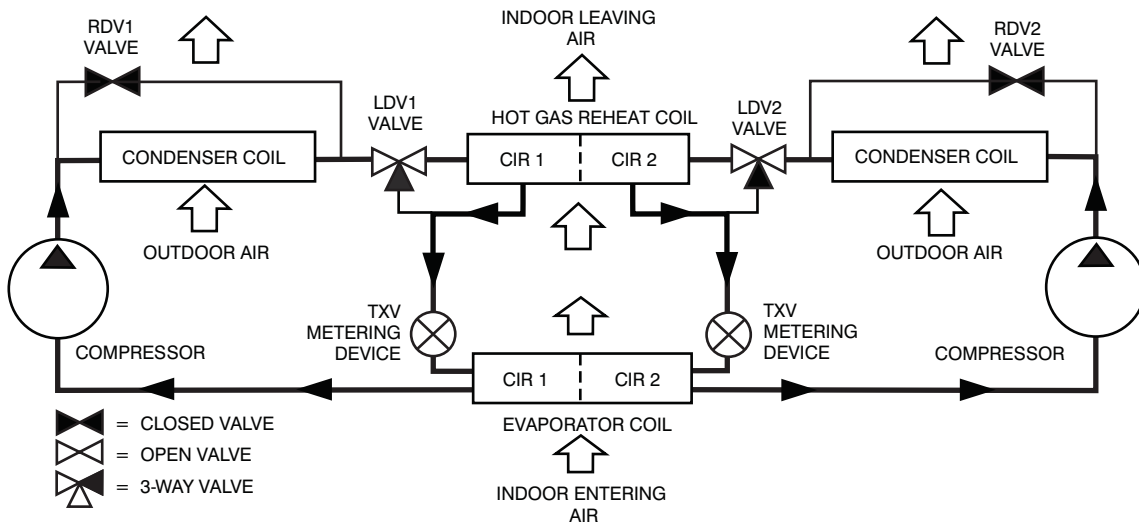 RDV1
VALVE
INDOOR LEAVING
AIR
RDV2
VALVE
LDV1
VALVE
HOT GAS REHEAT COIL
LDV2
VALVE
CONDENSER COIL
CIR 1
CIR 2
CONDENSER COIL
OUTDOOR AIR
OUTDOOR AIR
TXV
METERING
DEVICE
TXV
METERING
DEVICE
COMPRESSOR
COMPRESSOR
CIR 1
CIR 2
EVAPORATOR COIL
= CLOSED VALVE
= OPEN VALVE
= 3-WAY VALVE
INDOOR ENTERING
AIR